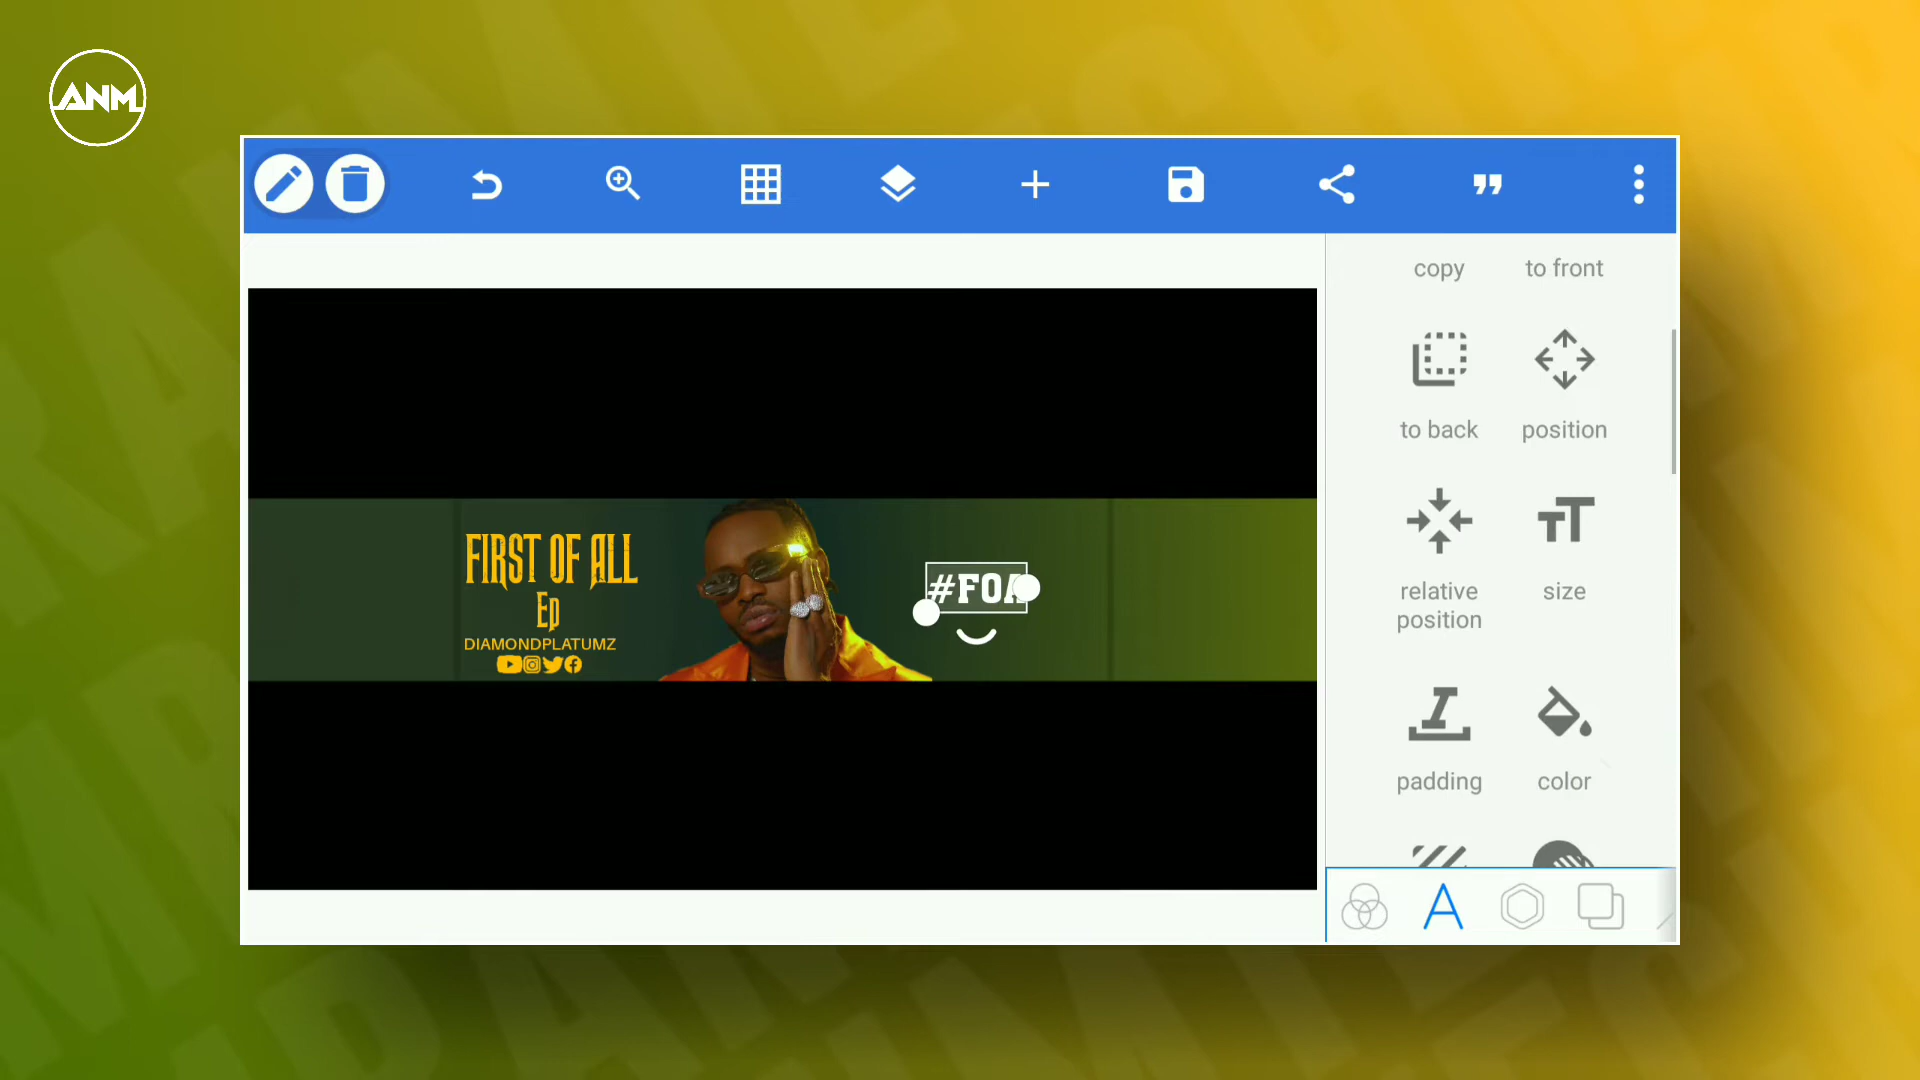 ANM
copy
to front
FIRST OF ALL
Ep
DIAMONDPLATUMZ
#FOA
to back
position
relative
position
size
padding
color